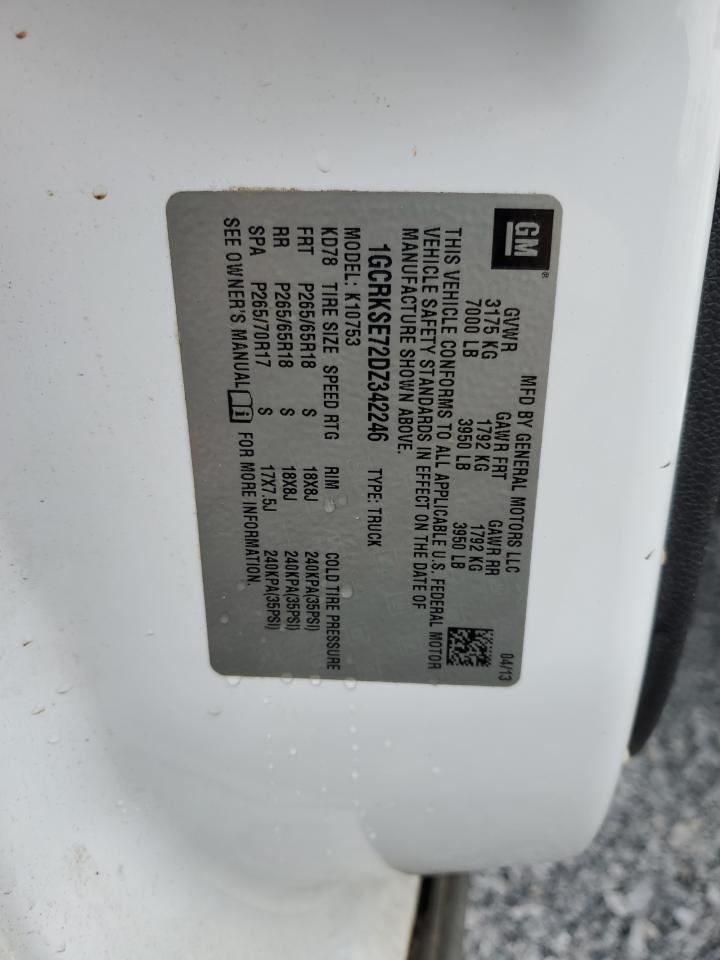 GM®
MFD BY GENERAL MOTORS LLC 04/13
GVWR GAWR FRT GAWR RR
3175 KG 1792 KG 1792 KG
7000 LB 3950 LB 3950 LB
THIS VEHICLE CONFORMS TO ALL APPLICABLE U.S. FEDERAL MOTOR
VEHICLE SAFETY STANDARDS IN EFFECT ON THE DATE OF
MANUFACTURE SHOWN ABOVE.
1GCRKSE72DZ342246 TYPE: TRUCK
MODEL: K10753
KD78 TIRE SIZE SPEED RTG RIM COLD TIRE PRESSURE
FRT P265/65R18 S 18X8J 240KPA(35PSI)
RR P265/65R18 S 18X8J 240KPA(35PSI)
SPA P265/70R17 S 17X7.5J 240KPA(35PSI)
SEE OWNER'S MANUAL i FOR MORE INFORMATION.